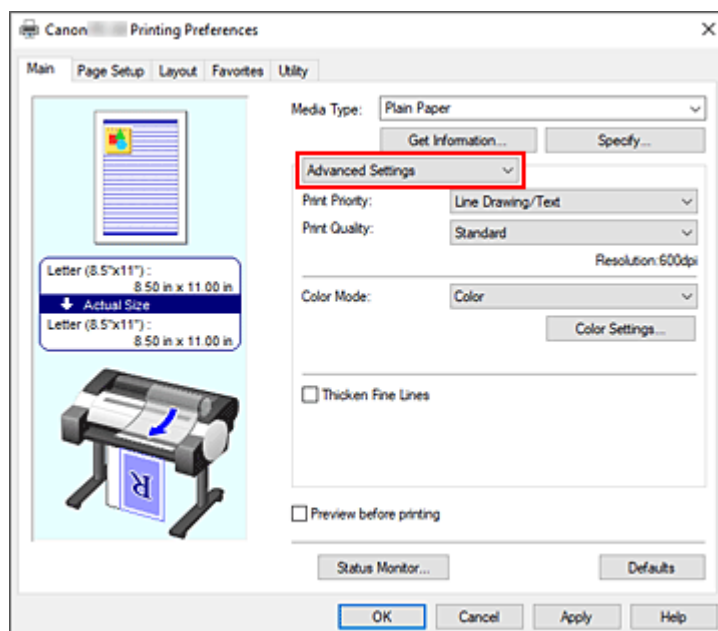 Canon Printing Preferences
Main Page Setup Layout Favorites Utility
Media Type: Plain Paper
Get Information... Specify...
Advanced Settings
Print Priority: Line Drawing/Text
Print Quality: Standard
Resolution:600dpi
Letter (8.5"x11") :
8.50 in x 11.00 in
Actual Size
Letter (8.5"x11") :
8.50 in x 11.00 in
Color Mode: Color
Color Settings...
Thicken Fine Lines
R
Preview before printing
Status Monitor... Defaults
OK Cancel Apply Help